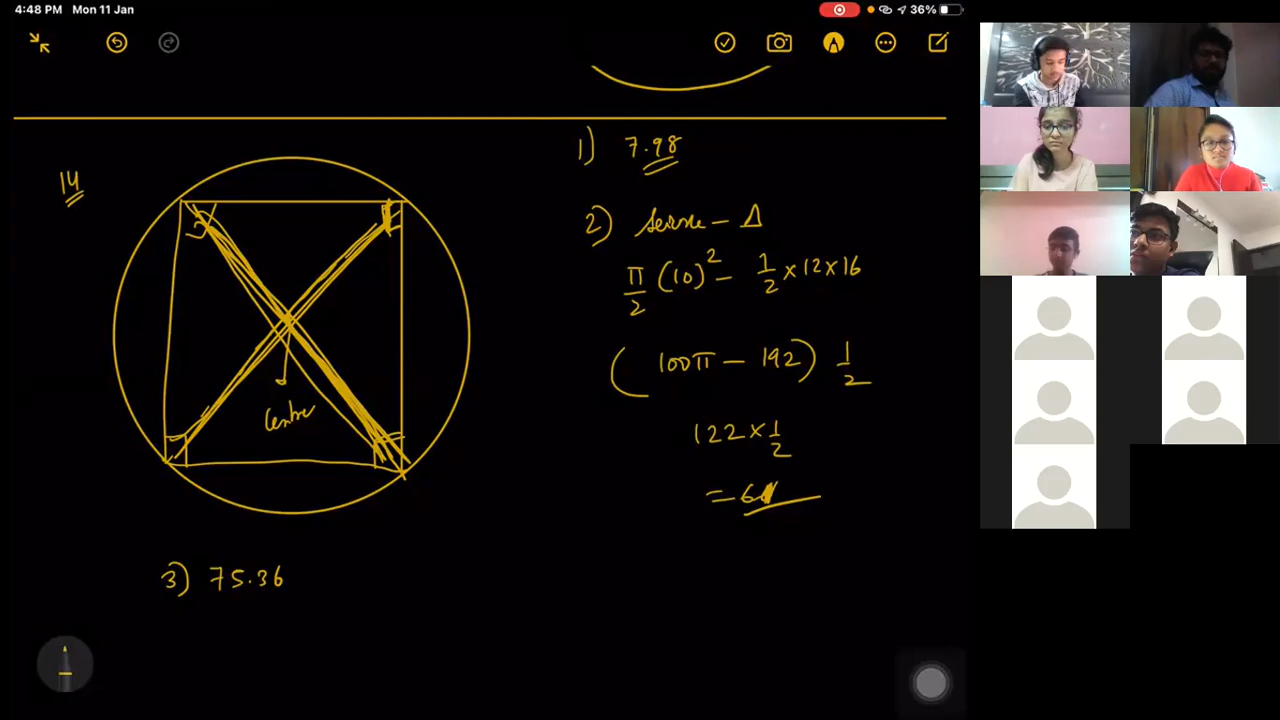 4:48 PM Mon 11 Jan
36%
14
1) 7.98
2) - Δ
π/2 (10)² - 1/2 × 12 × 16
(100π - 192) 1/2
122 × 1/2
= 61
Centre
3) 75.36